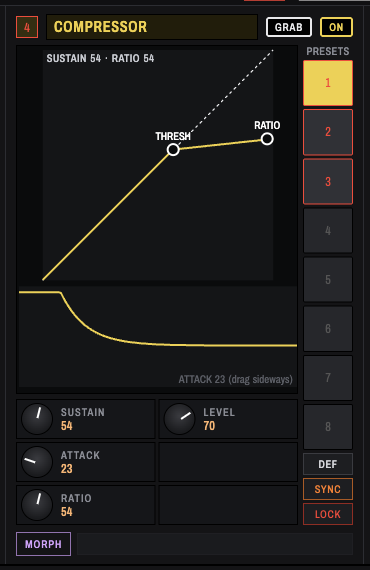 4 COMPRESSOR GRAB ON
PRESETS
SUSTAIN 54 · RATIO 54
THRESH
RATIO
ATTACK 23 (drag sideways)
1
2
3
4
5
6
7
8
DEF
SYNC
LOCK
SUSTAIN
54
LEVEL
70
ATTACK
23
RATIO
54
MORPH